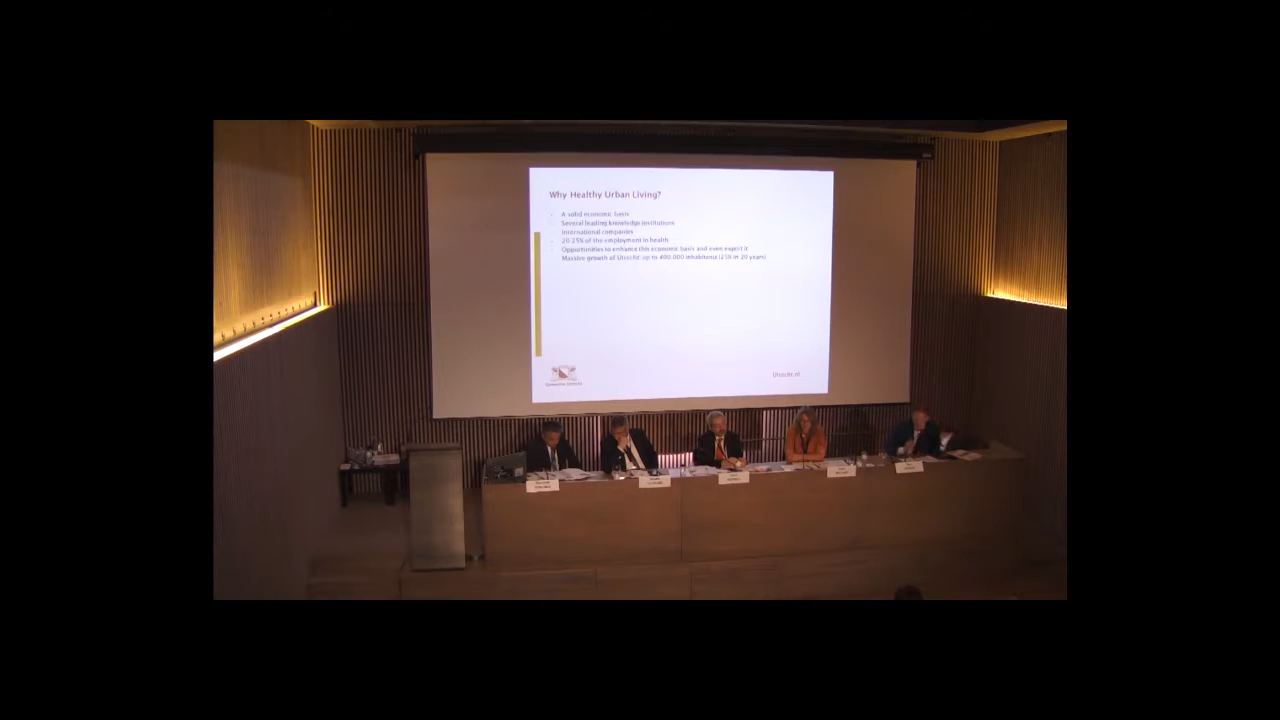 Why Healthy Urban Living?
A solid economic basis
Several leading knowledge institutions
International companies
20-25% of the employment in health
Opportunities to enhance this economic basis and even export it
Massive growth of Utrecht: up to 400.000 inhabitants (25% in 20 years)
Gemeente Utrecht
Utrecht.nl